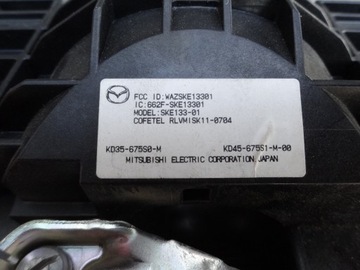 FCC ID:WAZSKE13301
IC:662F-SKE13301
MODEL:SKE133-01
COFETEL RLVMISK11-0704
KD35-675S0-M KD45-675S1-M-00
MITSUBISHI ELECTRIC CORPORATION,JAPAN